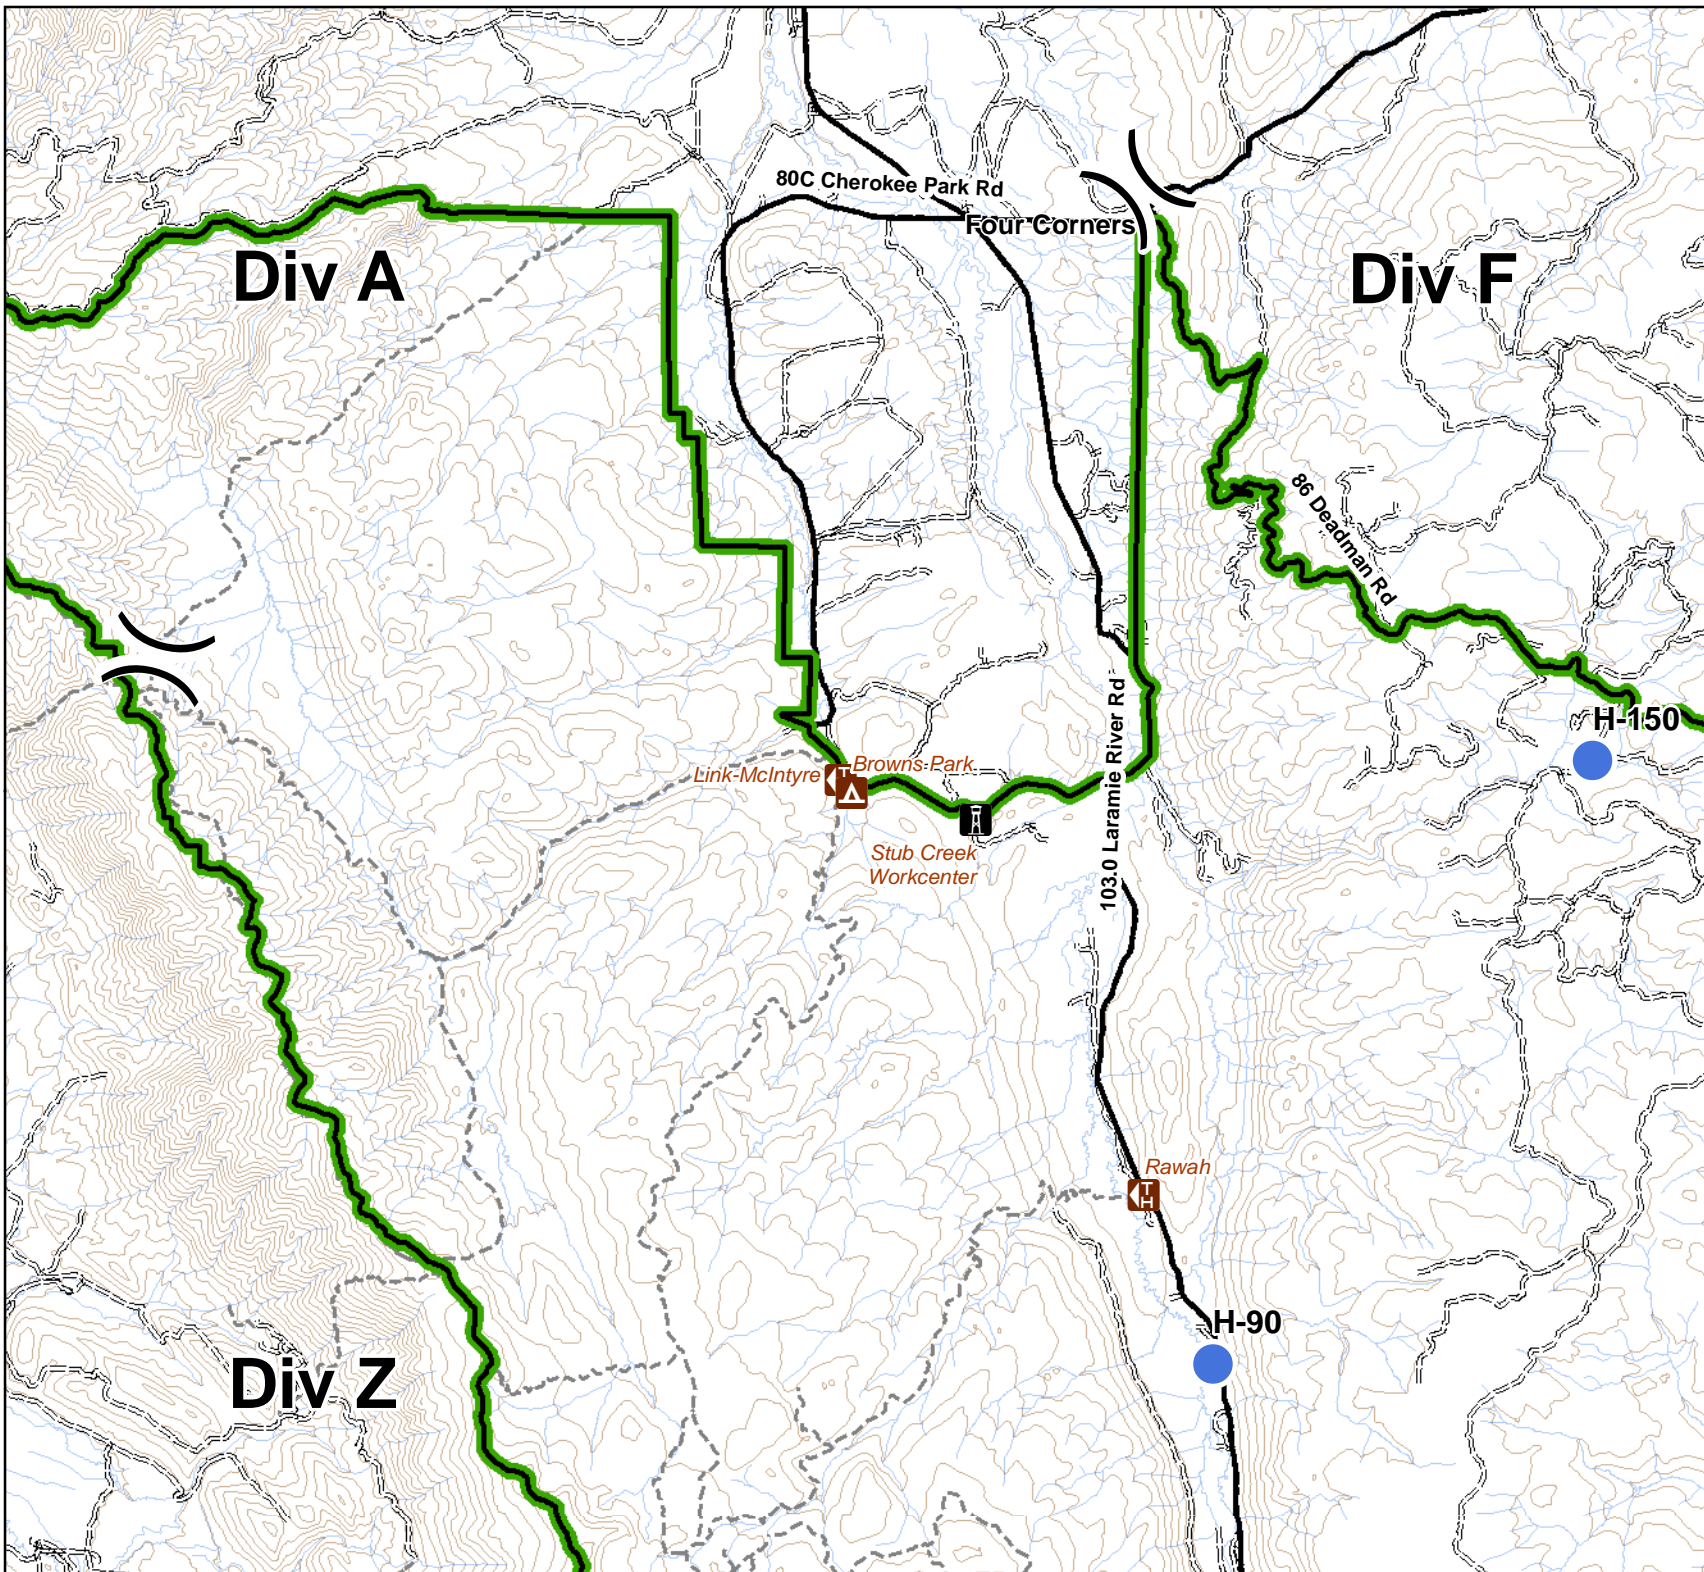 80C Cherokee Park Rd
Four Corners
Div A
Div F
86 Deadman Rd
103.0 Laramie River Rd
H-150
Link-McIntyre
Browns Park
T
Stub Creek
Workcenter
Rawah
T
H
H-90
Div Z